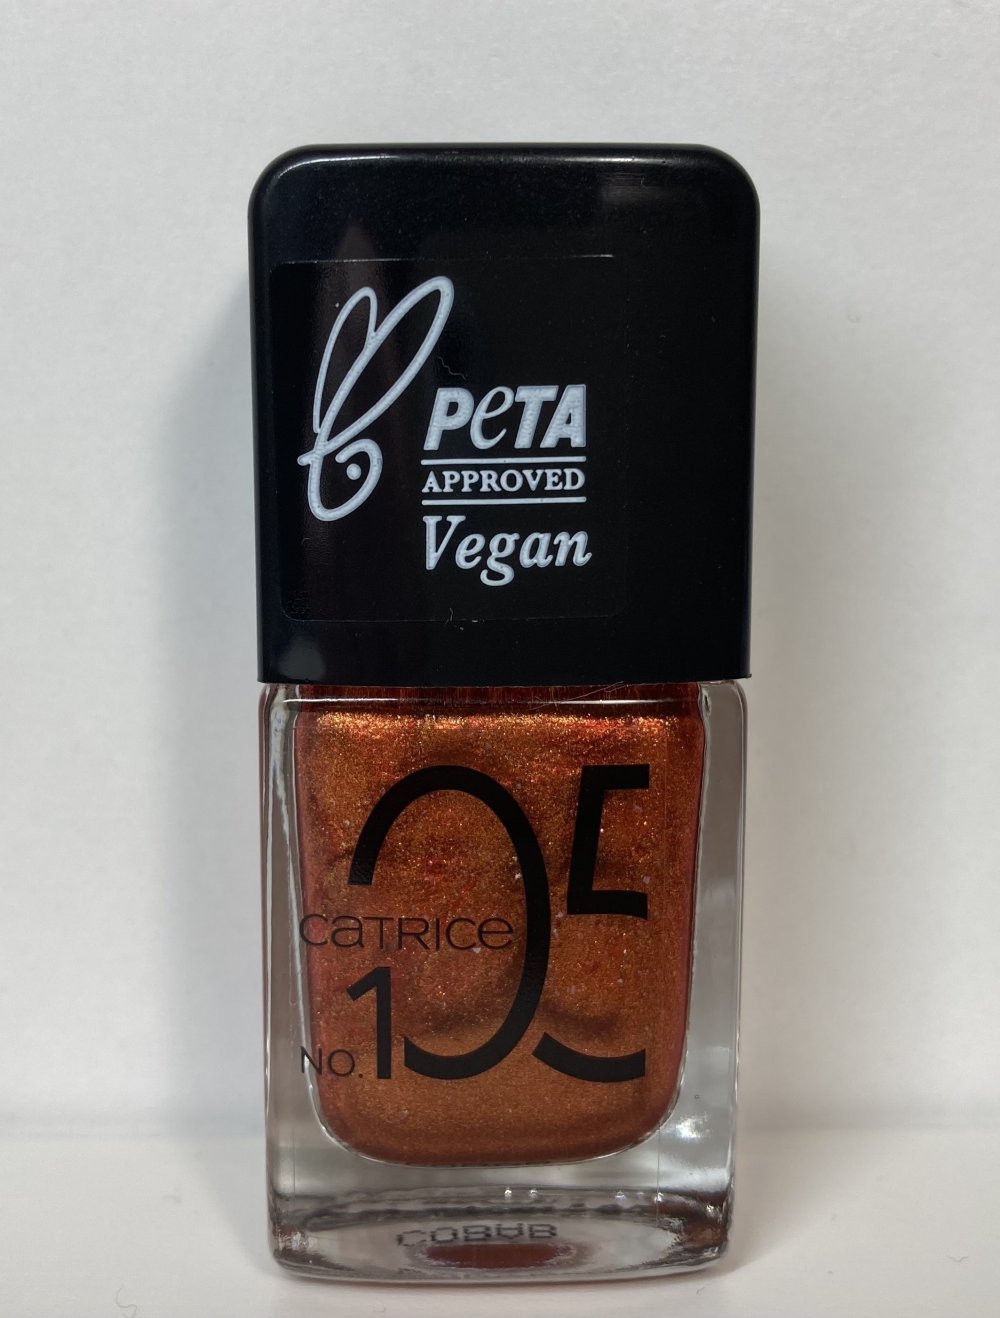 PeTA
APPROVED
Vegan
CATRICE
NO. 105